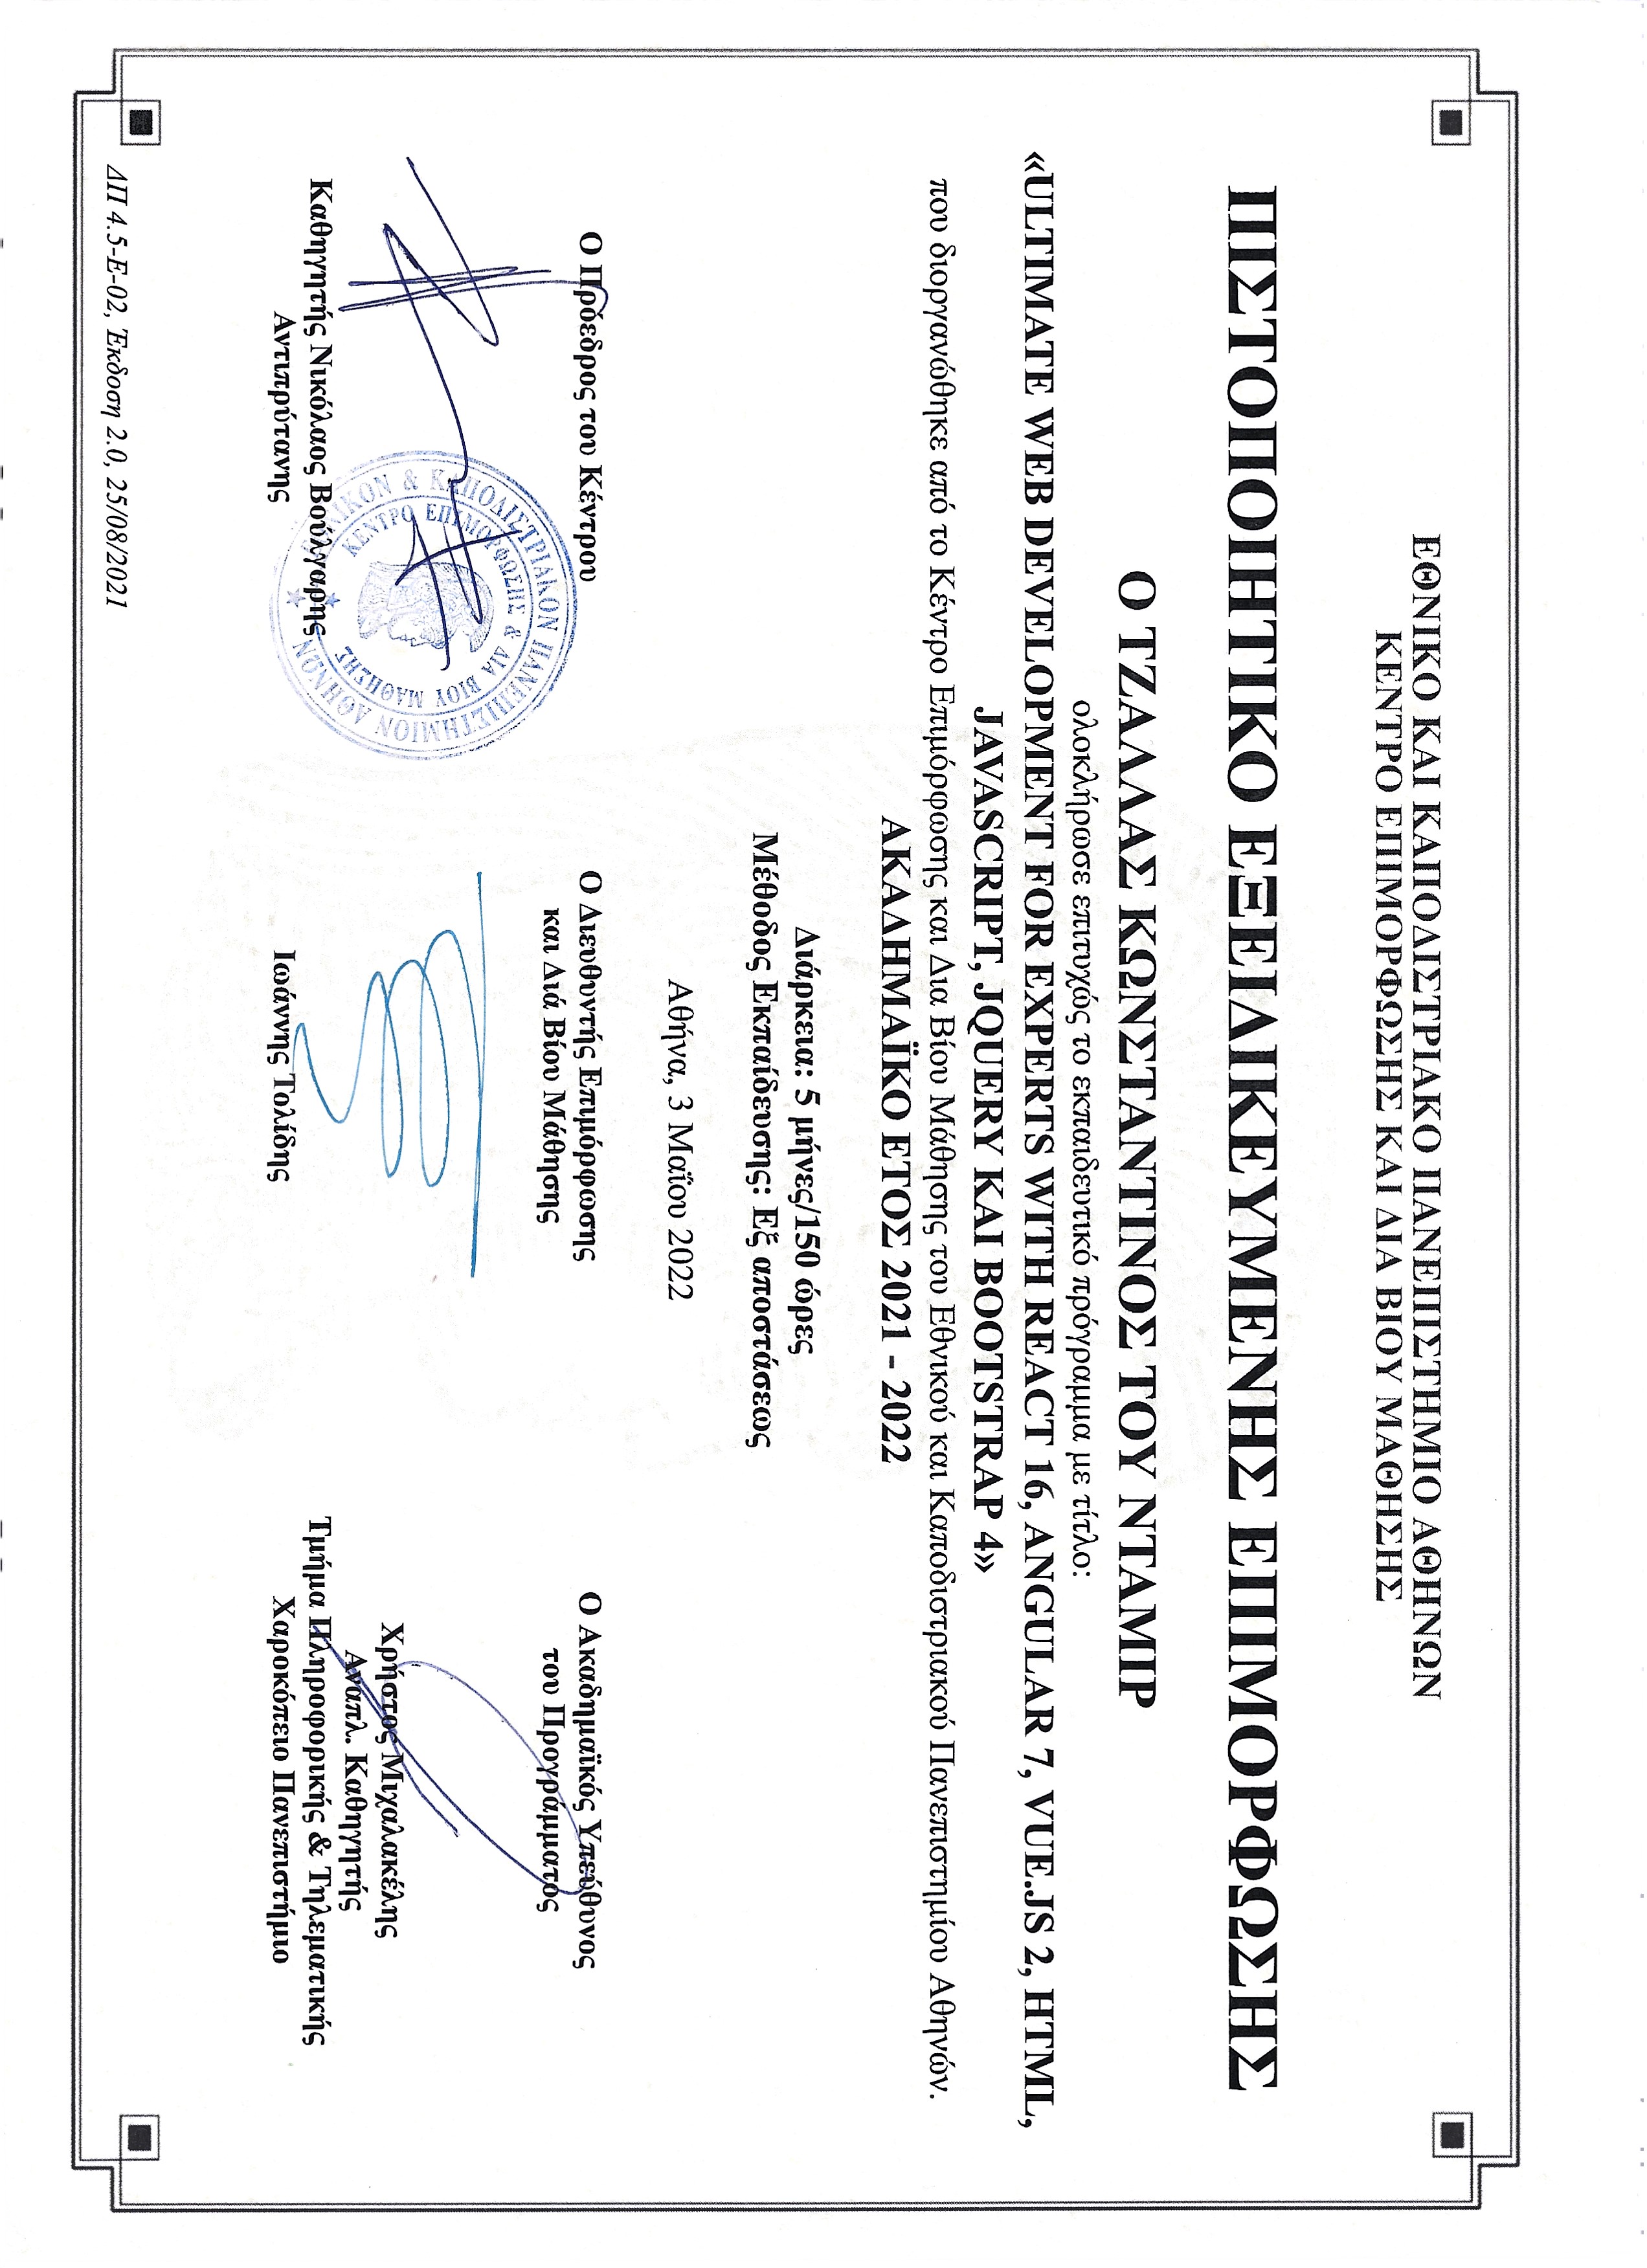 ΕΘΝΙΚΟ ΚΑΙ ΚΑΠΟΔΙΣΤΡΙΑΚΟ ΠΑΝΕΠΙΣΤΗΜΙΟ ΑΘΗΝΩΝ
ΚΕΝΤΡΟ ΕΠΙΜΟΡΦΩΣΗΣ ΚΑΙ ΔΙΑ ΒΙΟΥ ΜΑΘΗΣΗΣ
ΠΙΣΤΟΠΟΙΗΤΙΚΟ ΕΞΕΙΔΙΚΕΥΜΕΝΗΣ ΕΠΙΜΟΡΦΩΣΗΣ
Ο ΤΖΑΛΛΑΣ ΚΩΝΣΤΑΝΤΙΝΟΣ ΤΟΥ ΝΤΑΜΙΡ
ολοκλήρωσε επιτυχώς το εκπαιδευτικό πρόγραμμα με τίτλο:
«ULTIMATE WEB DEVELOPMENT FOR EXPERTS WITH REACT 16, ANGULAR 7, VUE.JS 2, HTML,
JAVASCRIPT, JQUERY ΚΑΙ BOOTSTRAP 4»
που διοργανώθηκε από το Κέντρο Επιμόρφωσης και Δια Βίου Μάθησης του Εθνικού και Καποδιστριακού Πανεπιστημίου Αθηνών.
ΑΚΑΔΗΜΑΪΚΟ ΕΤΟΣ 2021 - 2022
Διάρκεια: 5 μήνες/150 ώρες
Μέθοδος Εκπαίδευσης: Εξ αποστάσεως
Αθήνα, 3 Μαΐου 2022
Ο Πρόεδρος του Κέντρου
ΕΘΝΙΚΟΝ & ΚΑΠΟΔΙΣΤΡΙΑΚΟΝ ΠΑΝΕΠΙΣΤΗΜΙΟΝ ΑΘΗΝΩΝ
ΚΕΝΤΡΟ ΕΠΙΜΟΡΦΩΣΗΣ & ΔΙΑ ΒΙΟΥ ΜΑΘΗΣΗΣ
Καθηγητής Νικόλαος Βούλγαρης
Αντιπρύτανης
Ο Διευθυντής Επιμόρφωσης
και Διά Βίου Μάθησης
Ιωάννης Τολίδης
Ο Ακαδημαϊκός Υπεύθυνος
του Προγράμματος
Χρήστος Μιχαλακέλης
Αναπλ. Καθηγητής
Τμήμα Πληροφορικής & Τηλεματικής
Χαροκόπειο Πανεπιστήμιο
ΔΠ 4.5-Ε-02, Έκδοση 2.0, 25/08/2021